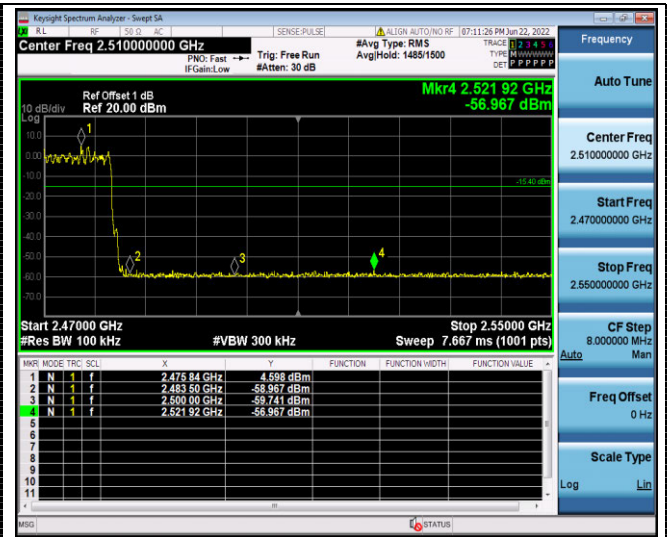 Keysight Spectrum Analyzer - Swept SA
RL RF 50 Ω AC SENSE:PULSE ALIGN AUTO/NO RF 07:11:26 PM Jun 22, 2022
Center Freq 2.510000000 GHz
PNO: Fast
IFGain:Low
Trig: Free Run
#Atten: 30 dB
#Avg Type: RMS
Avg|Hold: 1485/1500
TRACE 1 2 3 4 5 6
TYPE M WWWWW
DET P P P P P P
Ref Offset 1 dB
Ref 20.00 dBm
10 dB/div
Log
Mkr4 2.521 92 GHz
-56.967 dBm
10.0
0.00
-10.0
-20.0
-30.0
-40.0
-50.0
-60.0
-70.0
1
2
3
4
-15.40 dBm
Start 2.47000 GHz
Stop 2.55000 GHz
#Res BW 100 kHz
#VBW 300 kHz
Sweep 7.667 ms (1001 pts)
MKR MODE TRC SCL X Y FUNCTION FUNCTION WIDTH FUNCTION VALUE
1 N 1 f 2.475 84 GHz 4.598 dBm
2 N 1 f 2.483 50 GHz -58.967 dBm
3 N 1 f 2.500 00 GHz -59.741 dBm
4 N 1 f 2.521 92 GHz -56.967 dBm
5
6
7
8
9
10
11
MSG
STATUS
Frequency
Auto Tune
Center Freq
2.510000000 GHz
Start Freq
2.470000000 GHz
Stop Freq
2.550000000 GHz
CF Step
8.000000 MHz
Auto Man
Freq Offset
0 Hz
Scale Type
Log Lin